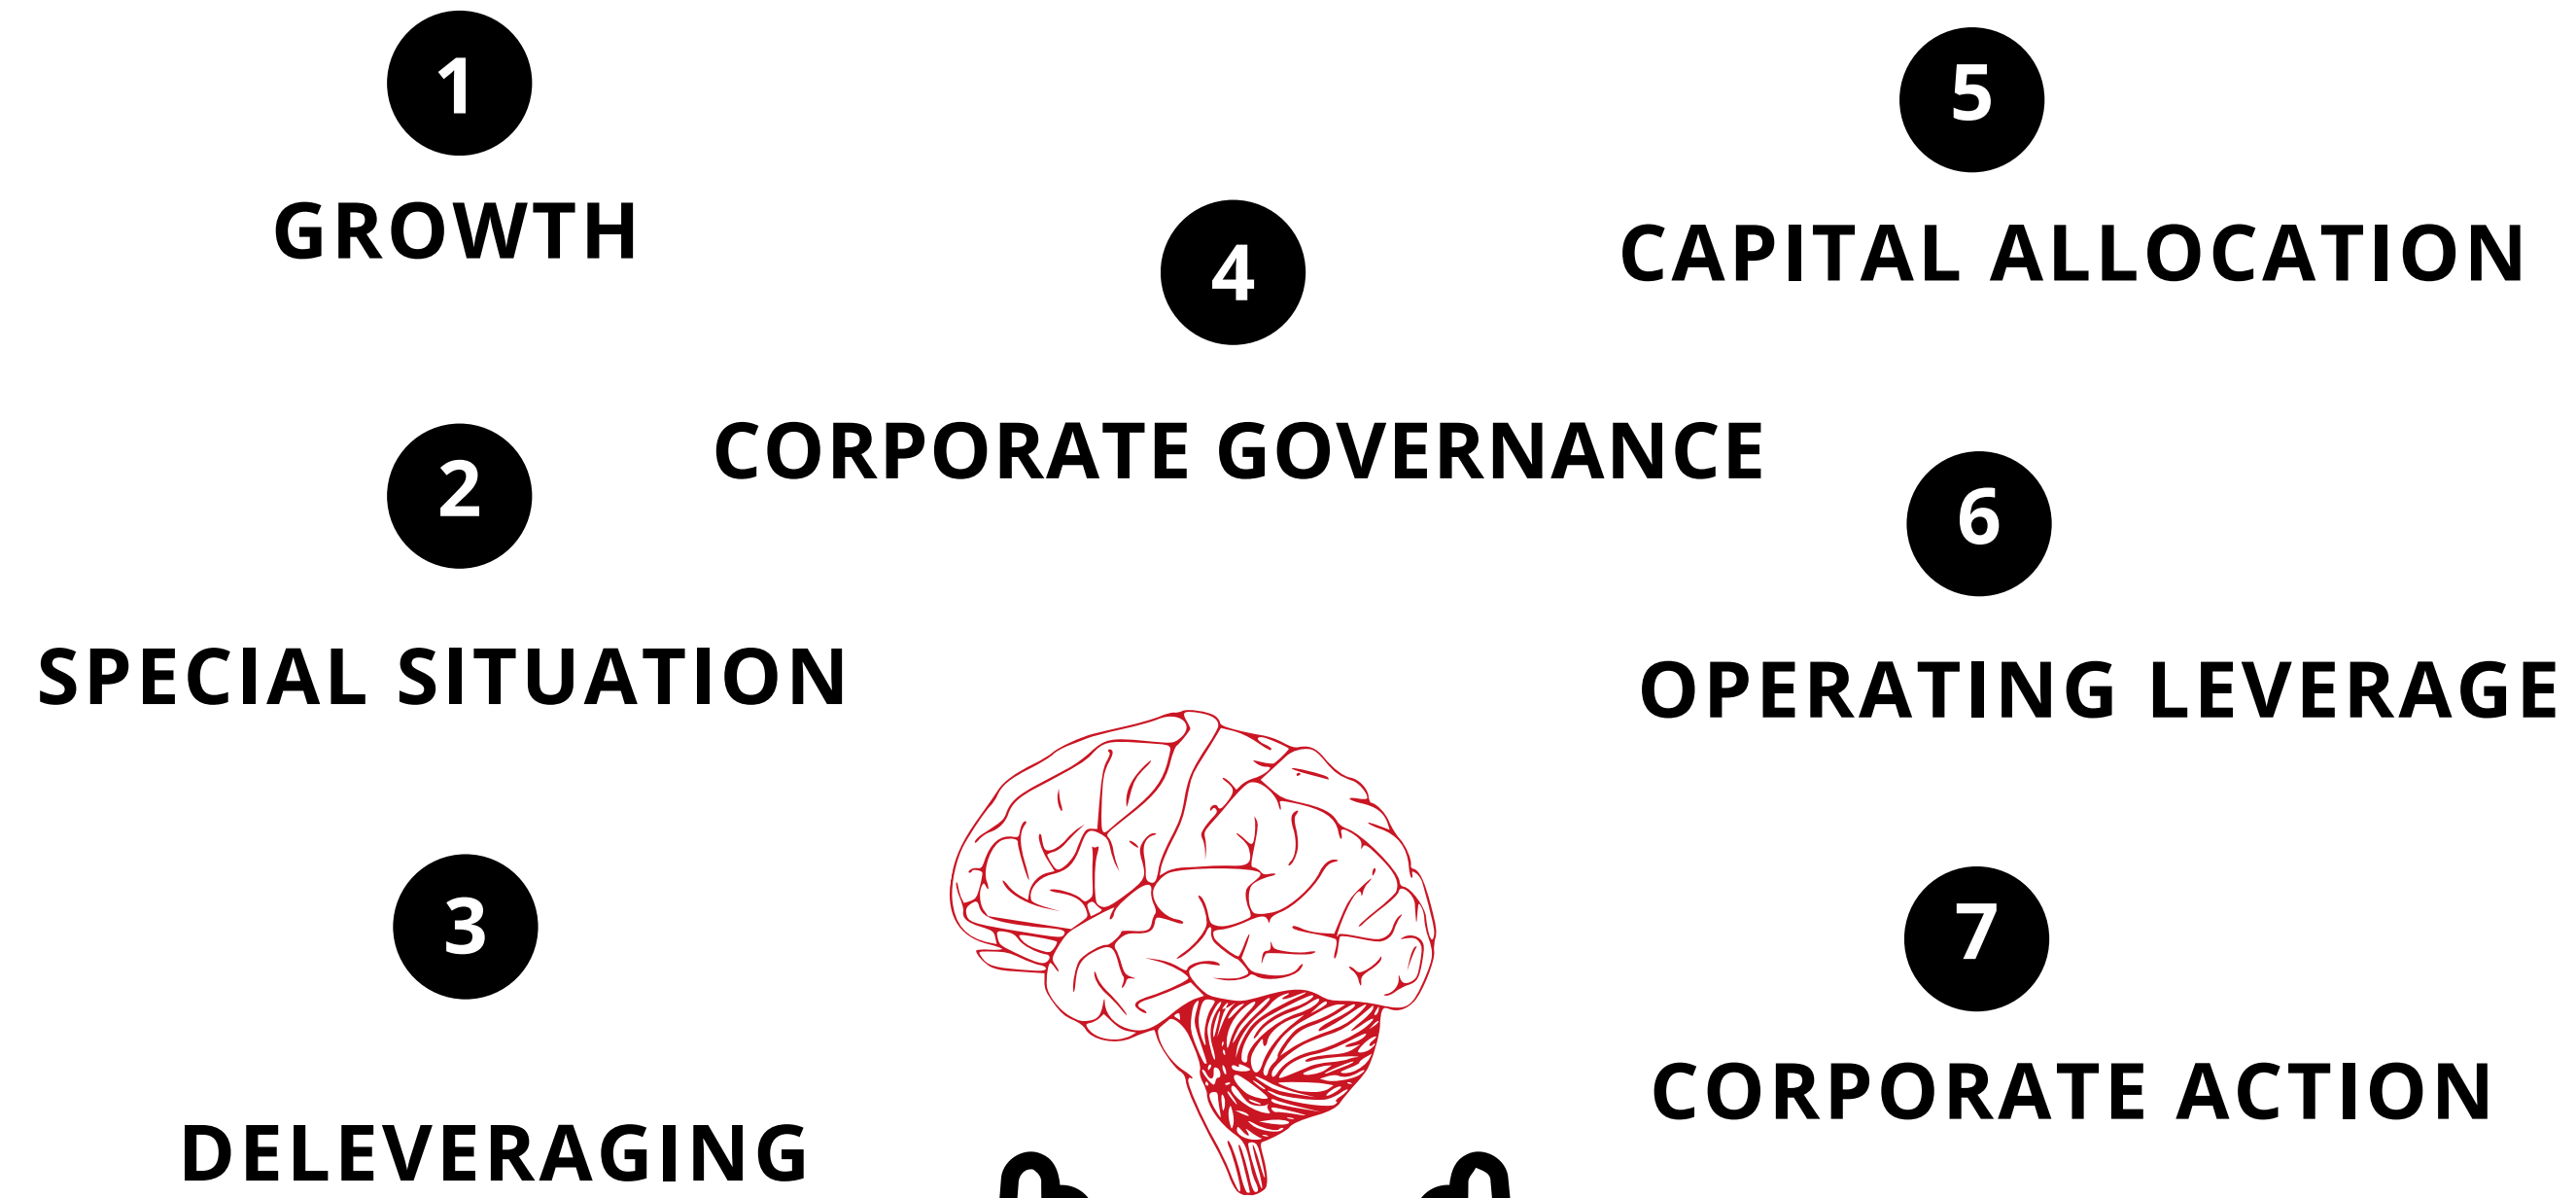 1
GROWTH
2
SPECIAL SITUATION
3
DELEVERAGING
4
CORPORATE GOVERNANCE
5
CAPITAL ALLOCATION
6
OPERATING LEVERAGE
7
CORPORATE ACTION